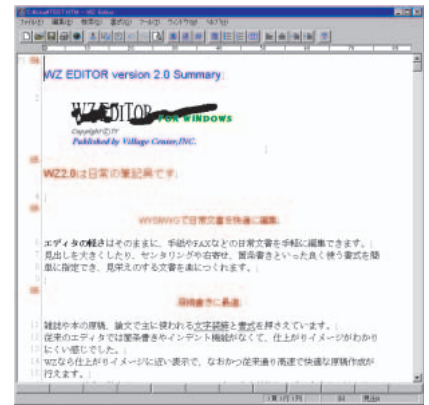 WZ EDITOR version 2.0 Summary
WZ EDITOR
FOR WINDOWS
Published by Village Center,INC.
WZ2.0は日常の筆記具です
WYSIWYGで日常文書を快適に編集
エディタの軽さはそのままに、手紙やFAXなどの日常文書を手軽に編集できます。
見出しを大きくしたり、センタリングや右寄せ、箇条書きといった良く使う書式を簡
単に指定でき、見栄えのする文書を楽につくれます。
原稿書きに最適
雑誌や本の原稿、論文で主に使われる文字装飾と書式を押さえています。
従来のエディタでは箇条書きやインデント機能がなくて、仕上がりイメージがわかり
にくい感じでした。
WZなら仕上がりイメージに近い表示で、なおかつ従来通り高速で快適な原稿作成が
行えます。